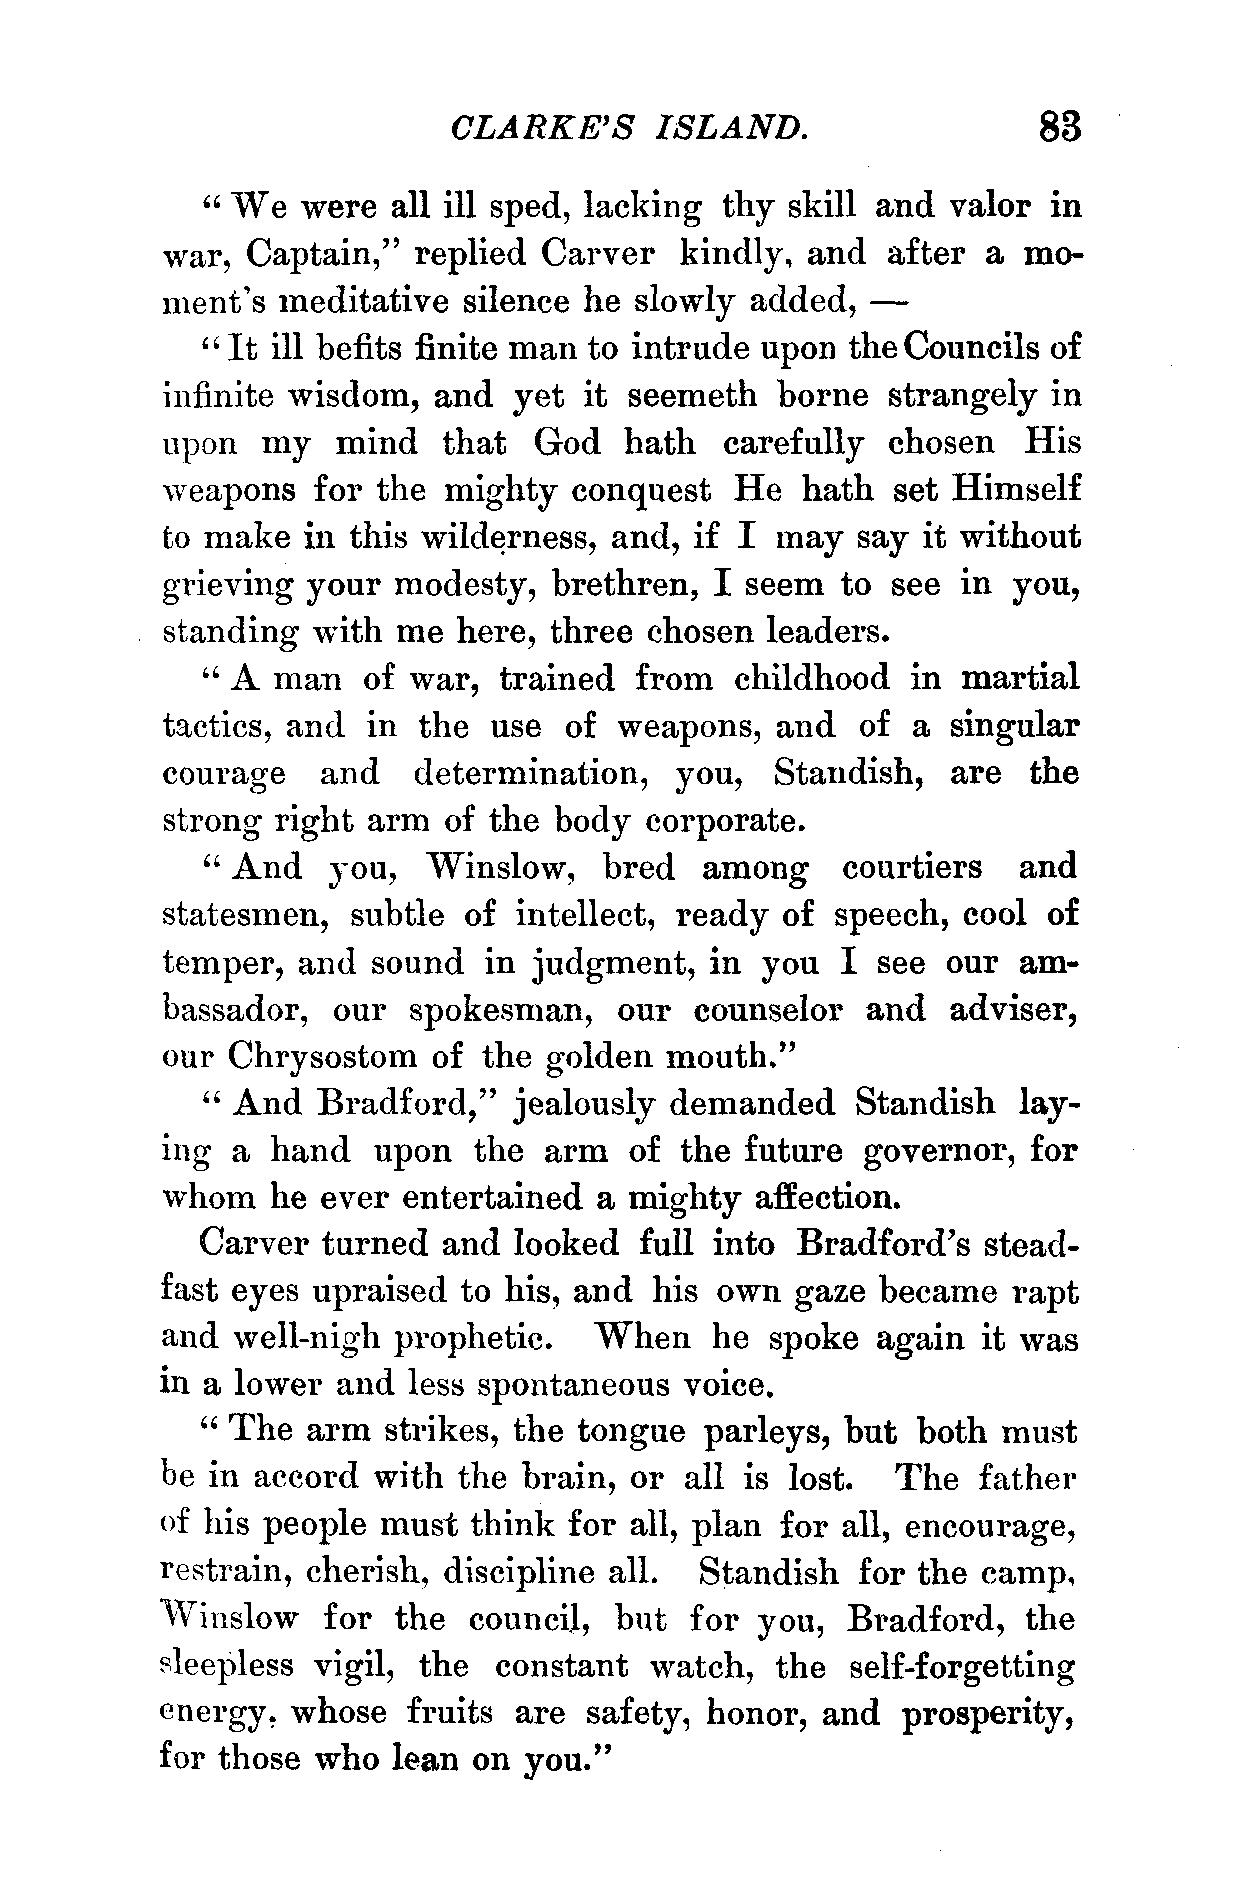 CLARKE'S ISLAND. 83
"We were all ill sped, lacking thy skill and valor in
war, Captain," replied Carver kindly, and after a mo-
ment's meditative silence he slowly added, —
"It ill befits finite man to intrude upon the Councils of
infinite wisdom, and yet it seemeth borne strangely in
upon my mind that God hath carefully chosen His
weapons for the mighty conquest He hath set Himself
to make in this wilderness, and, if I may say it without
grieving your modesty, brethren, I seem to see in you,
standing with me here, three chosen leaders.
"A man of war, trained from childhood in martial
tactics, and in the use of weapons, and of a singular
courage and determination, you, Standish, are the
strong right arm of the body corporate.
"And you, Winslow, bred among courtiers and
statesmen, subtle of intellect, ready of speech, cool of
temper, and sound in judgment, in you I see our am-
bassador, our spokesman, our counselor and adviser,
our Chrysostom of the golden mouth."
"And Bradford," jealously demanded Standish lay-
ing a hand upon the arm of the future governor, for
whom he ever entertained a mighty affection.
Carver turned and looked full into Bradford's stead-
fast eyes upraised to his, and his own gaze became rapt
and well-nigh prophetic. When he spoke again it was
in a lower and less spontaneous voice.
"The arm strikes, the tongue parleys, but both must
be in accord with the brain, or all is lost. The father
of his people must think for all, plan for all, encourage,
restrain, cherish, discipline all. Standish for the camp,
Winslow for the council, but for you, Bradford, the
sleepless vigil, the constant watch, the self-forgetting
energy, whose fruits are safety, honor, and prosperity,
for those who lean on you."